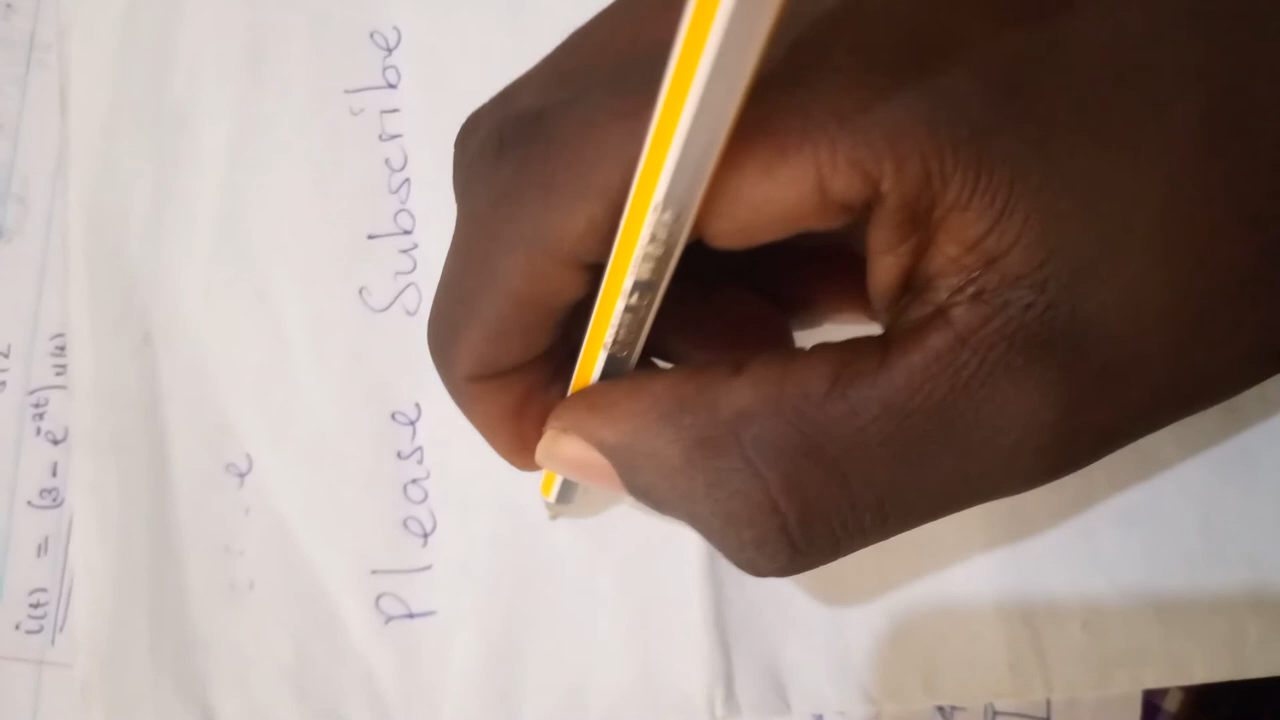 i(t) = (3 - e^-2t) u(t)
e
Please Subscribe